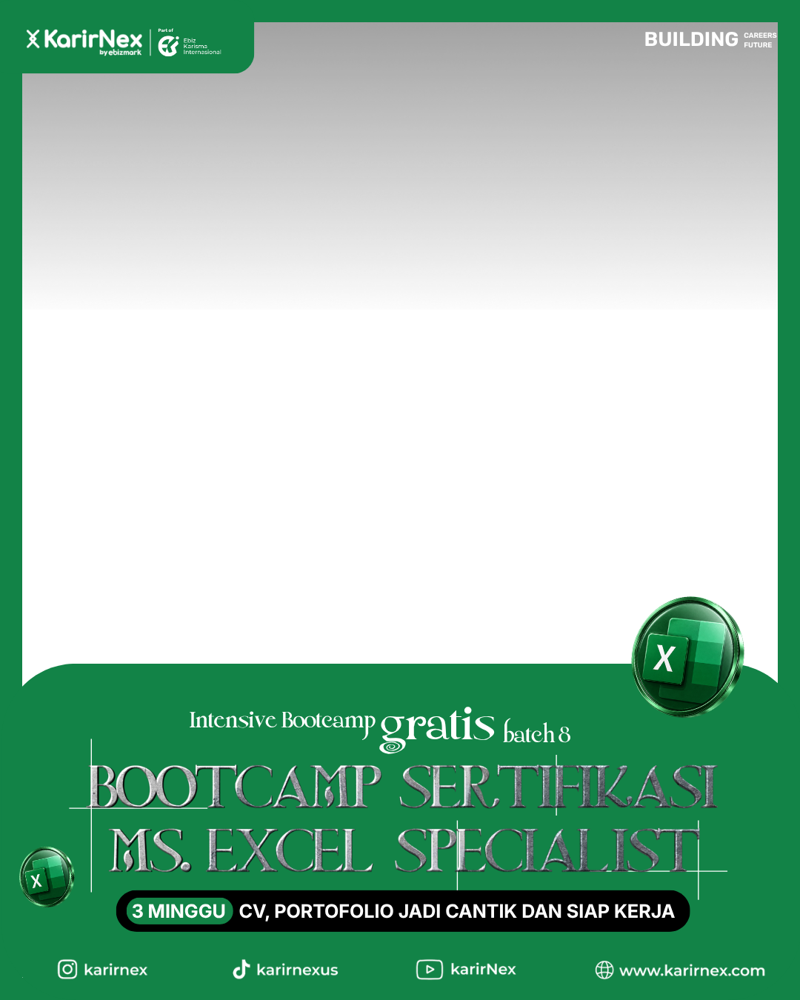 KarirNex
by ebizmark
Part of
Ebiz
Karisma
Internasional
BUILDING CAREERS
FUTURE
X
Intensive Bootcamp gratis batch 8
BOOTCAMP SERTIFIKASI
MS. EXCEL SPECIALIST
X
3 MINGGU CV, PORTOFOLIO JADI CANTIK DAN SIAP KERJA
karirnex
karirnexus
karirNex
www.karirnex.com